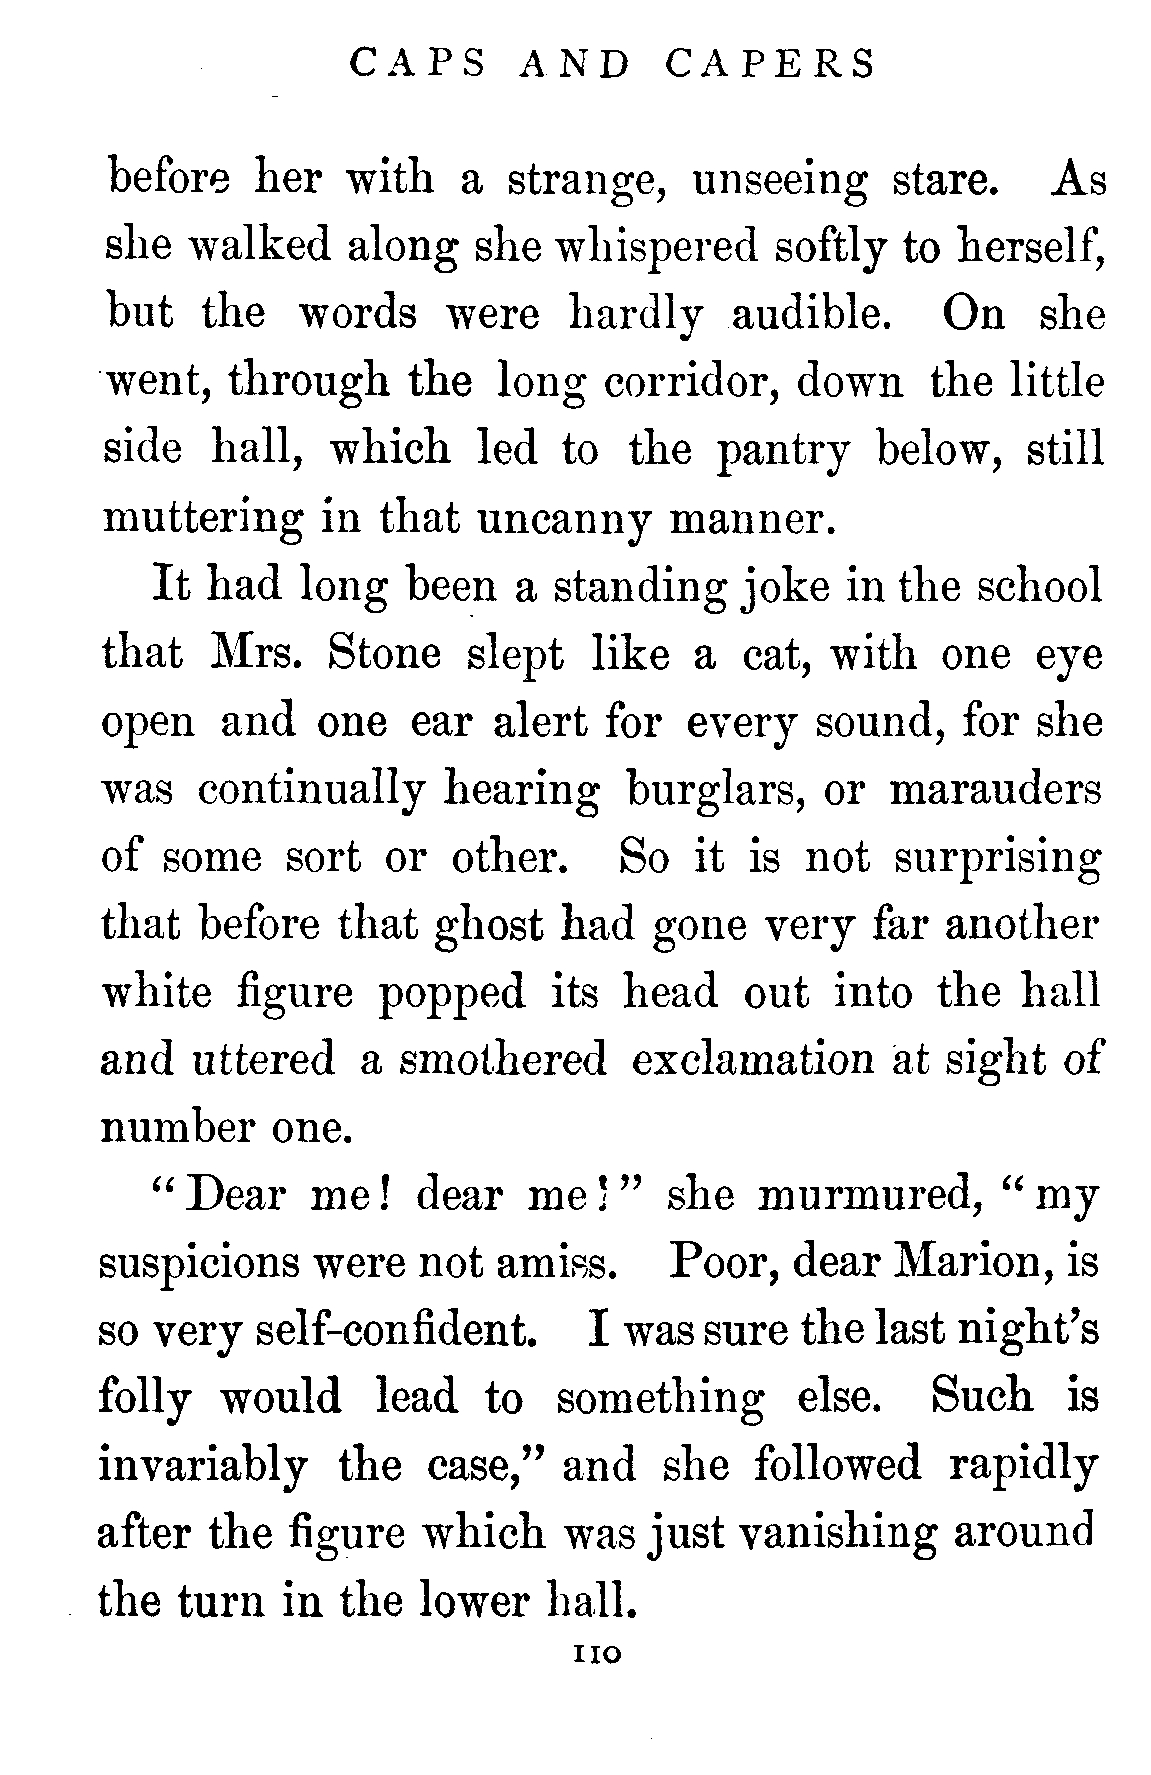 CAPS AND CAPERS
before her with a strange, unseeing stare. As
she walked along she whispered softly to herself,
but the words were hardly audible. On she
went, through the long corridor, down the little
side hall, which led to the pantry below, still
muttering in that uncanny manner.
It had long been a standing joke in the school
that Mrs. Stone slept like a cat, with one eye
open and one ear alert for every sound, for she
was continually hearing burglars, or marauders
of some sort or other. So it is not surprising
that before that ghost had gone very far another
white figure popped its head out into the hall
and uttered a smothered exclamation at sight of
number one.
“Dear me! dear me!” she murmured, “my
suspicions were not amiss. Poor, dear Marion, is
so very self-confident. I was sure the last night’s
folly would lead to something else. Such is
invariably the case,” and she followed rapidly
after the figure which was just vanishing around
the turn in the lower hall.
110